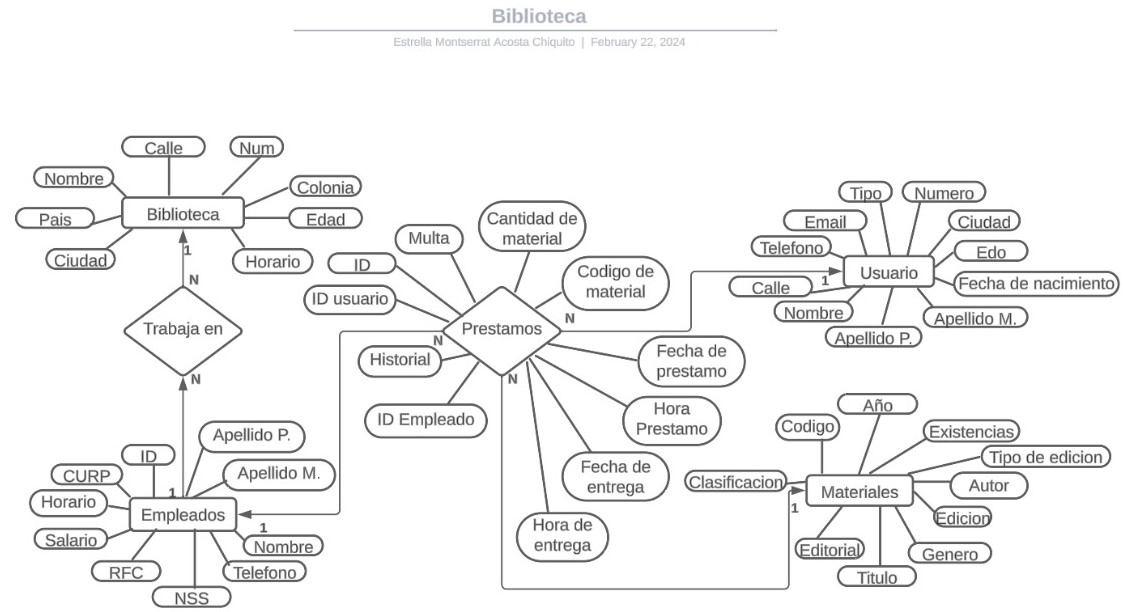 Biblioteca
Estrella Montserrat Acosta Chiquito | February 22, 2024
Calle
Num
Nombre
Colonia
Pais
Biblioteca
Edad
Ciudad
Horario
1
N
Trabaja en
N
ID
Apellido P.
CURP
Apellido M.
Horario
1
Empleados
1
Salario
Nombre
RFC
Telefono
NSS
Multa
Cantidad de
material
ID
Codigo de
material
ID usuario
Prestamos
N
N
Historial
Fecha de
prestamo
N
ID Empleado
Hora
Prestamo
Fecha de
entrega
Hora de
entrega
Tipo
Numero
Email
Ciudad
Telefono
Edo
Usuario
1
Calle
Fecha de nacimiento
Nombre
Apellido M.
Apellido P.
Año
Codigo
Existencias
Tipo de edicion
Clasificacion
Materiales
Autor
1
Edicion
Editorial
Genero
Titulo